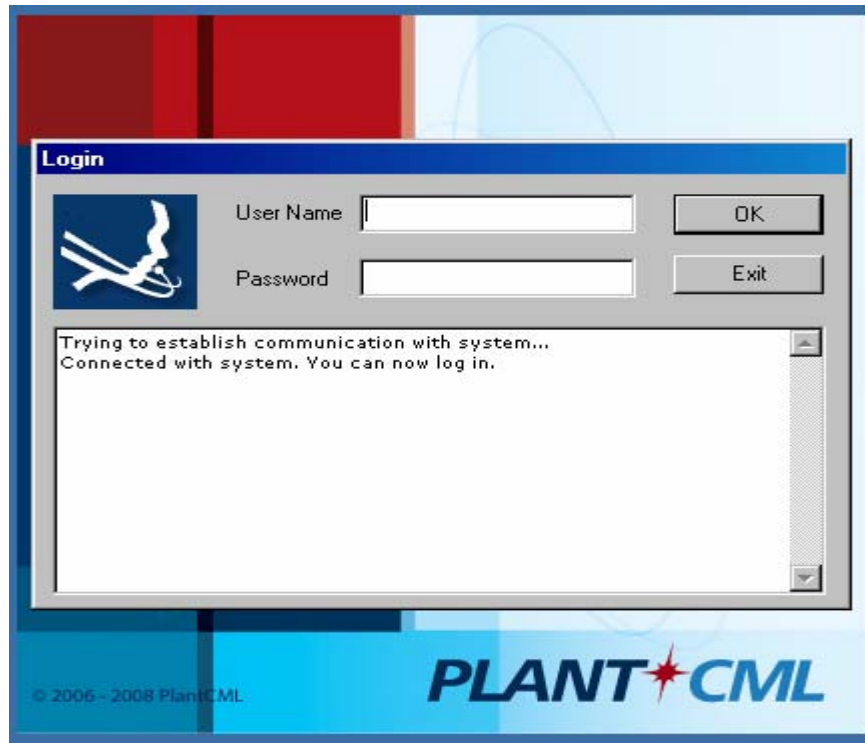 Login
User Name
OK
Password
Exit
Trying to establish communication with system...
Connected with system. You can now log in.
© 2006 - 2008 PlantCML
PLANT CML